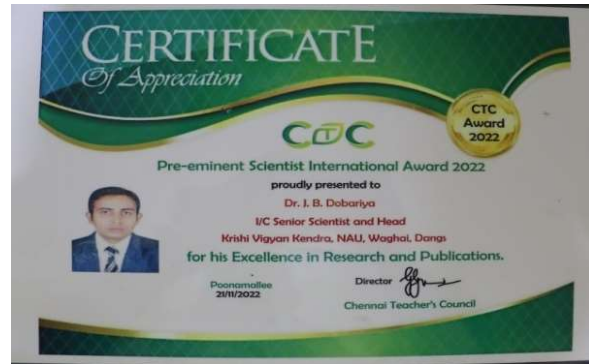 CERTIFICATE
Of Appreciation
CTC
Award
2022
CTC
Pre-eminent Scientist International Award 2022
proudly presented to
Dr. J. B. Dobariya
I/C Senior Scientist and Head
Krishi Vigyan Kendra, NAU, Waghai, Dangs
for his Excellence in Research and Publications.
Poonamallee
21/11/2022
Director
Chennai Teacher's Council